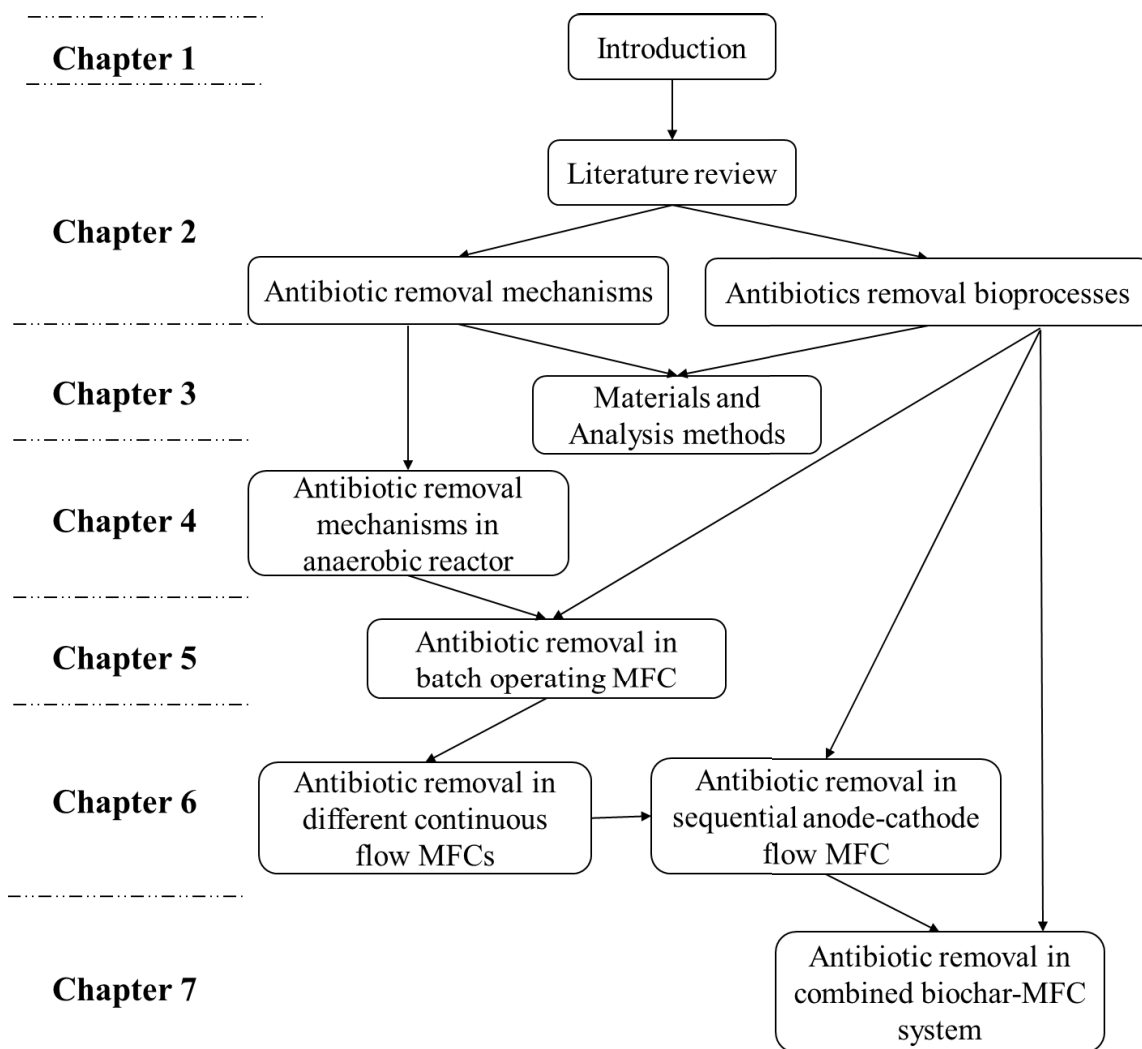 Chapter 1
Introduction
Literature review
Chapter 2
Antibiotic removal mechanisms
Antibiotics removal bioprocesses
Chapter 3
Materials and
Analysis methods
Chapter 4
Antibiotic removal
mechanisms in
anaerobic reactor
Chapter 5
Antibiotic removal in
batch operating MFC
Chapter 6
Antibiotic removal in
different continuous
flow MFCs
Antibiotic removal in
sequential anode-cathode
flow MFC
Chapter 7
Antibiotic removal in
combined biochar-MFC
system